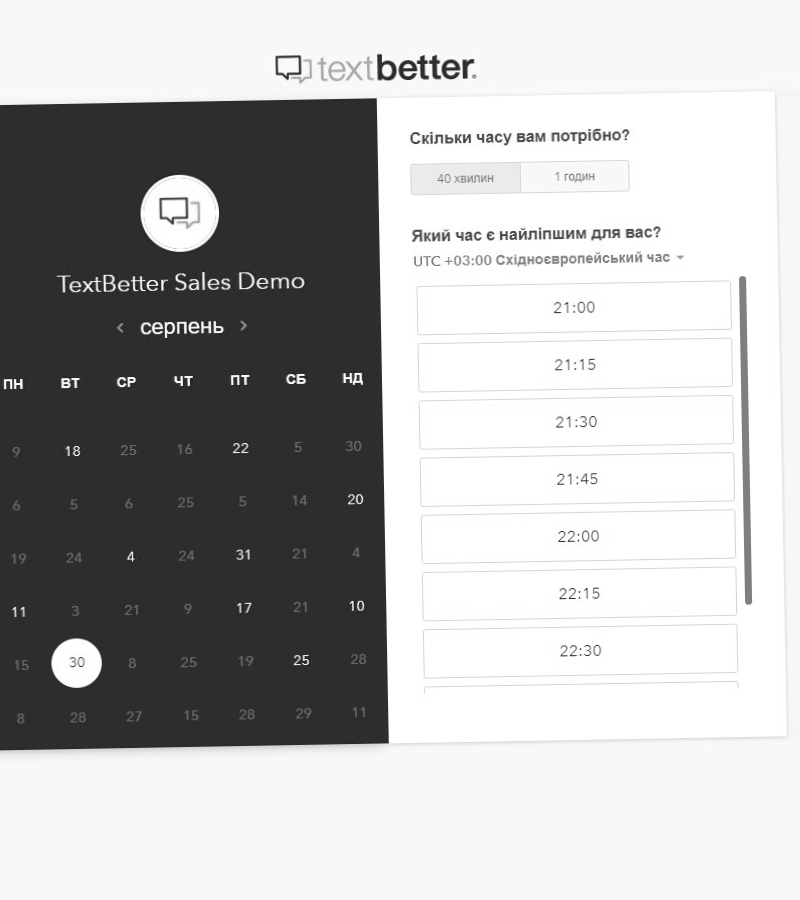 textbetter.
TextBetter Sales Demo
‹ серпень ›
ПН ВТ СР ЧТ ПТ СБ НД
9 18 25 16 22 5 30
6 5 6 25 5 14 20
19 24 4 24 31 21 4
11 3 21 9 17 21 10
15 30 8 25 19 25 28
8 28 27 15 28 29 11
Скільки часу вам потрібно?
40 хвилин 1 годин
Який час є найліпшим для вас?
UTC +03:00 Східноєвропейський час
21:00
21:15
21:30
21:45
22:00
22:15
22:30